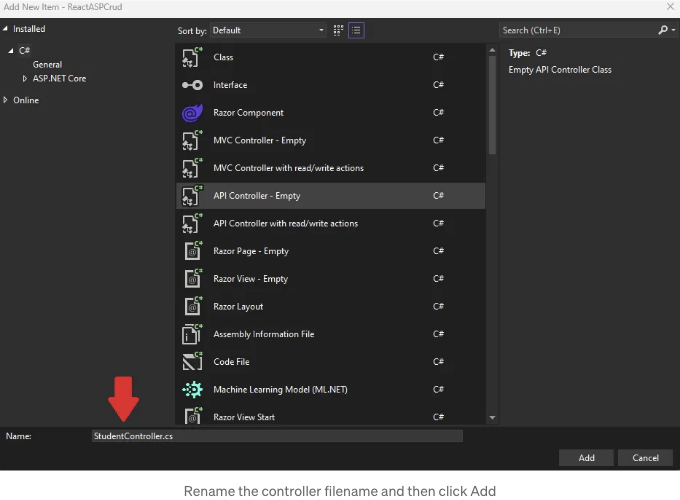 Add New Item - ReactASPCrud
Installed
Sort by: Default
Search (Ctrl+E)
C#
General
ASP.NET Core
Online
Class C#
Interface C#
Razor Component C#
MVC Controller - Empty C#
MVC Controller with read/write actions C#
API Controller - Empty C#
API Controller with read/write actions C#
Razor Page - Empty C#
Razor View - Empty C#
Razor Layout C#
Assembly Information File C#
Code File C#
Machine Learning Model (ML.NET) C#
Razor View Start C#
Type: C#
Empty API Controller Class
Name: StudentController.cs
Add Cancel
Rename the controller filename and then click Add